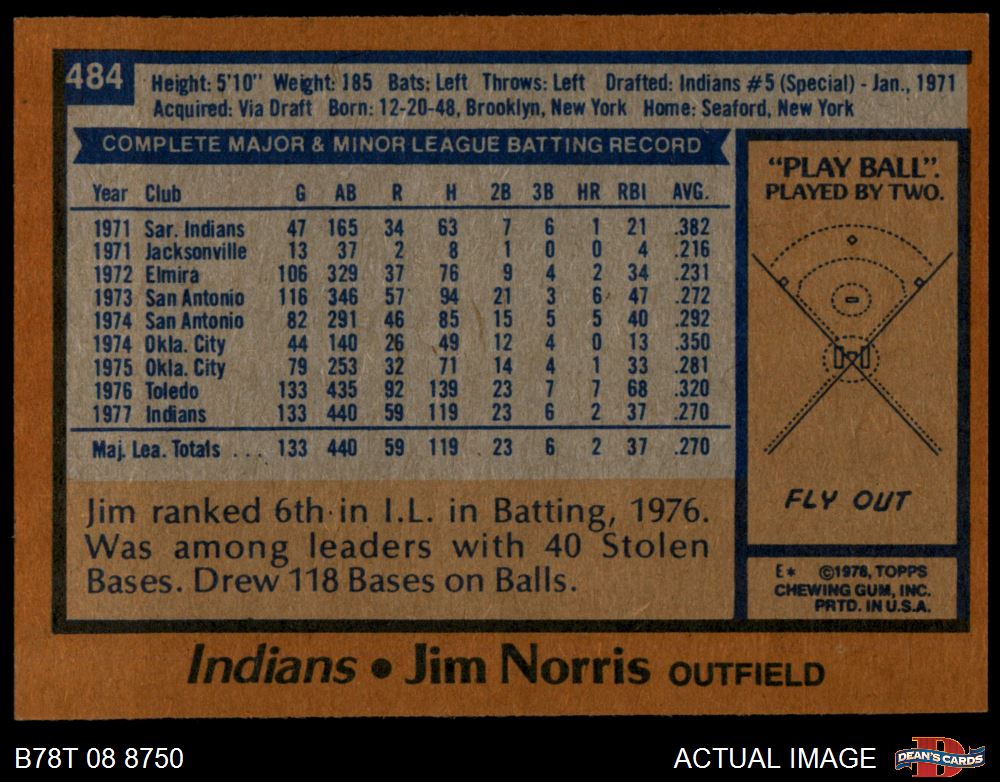 484
Height: 5'10" Weight: 185 Bats: Left Throws: Left Drafted: Indians #5 (Special) - Jan., 1971
Acquired: Via Draft Born: 12-20-48, Brooklyn, New York Home: Seaford, New York
COMPLETE MAJOR & MINOR LEAGUE BATTING RECORD
Year Club G AB R H 2B 3B HR RBI AVG.
1971 Sar. Indians 47 165 34 63 7 6 1 21 .382
1971 Jacksonville 13 37 2 8 1 0 0 4 .216
1972 Elmira 106 329 37 76 9 4 2 34 .231
1973 San Antonio 116 346 57 94 21 3 6 47 .272
1974 San Antonio 82 291 46 85 15 5 5 40 .292
1974 Okla. City 44 140 26 49 12 4 0 13 .350
1975 Okla. City 79 253 32 71 14 4 1 33 .281
1976 Toledo 133 435 92 139 23 7 7 68 .320
1977 Indians 133 440 59 119 23 6 2 37 .270
Maj. Lea. Totals . . . 133 440 59 119 23 6 2 37 .270
Jim ranked 6th in I.L. in Batting, 1976.
Was among leaders with 40 Stolen
Bases. Drew 118 Bases on Balls.
"PLAY BALL".
PLAYED BY TWO.
FLY OUT
E* ©1978, TOPPS
CHEWING GUM, INC.
PRTD. IN U.S.A.
Indians • Jim Norris OUTFIELD
B78T 08 8750
ACTUAL IMAGE
D
DEAN'S CARDS